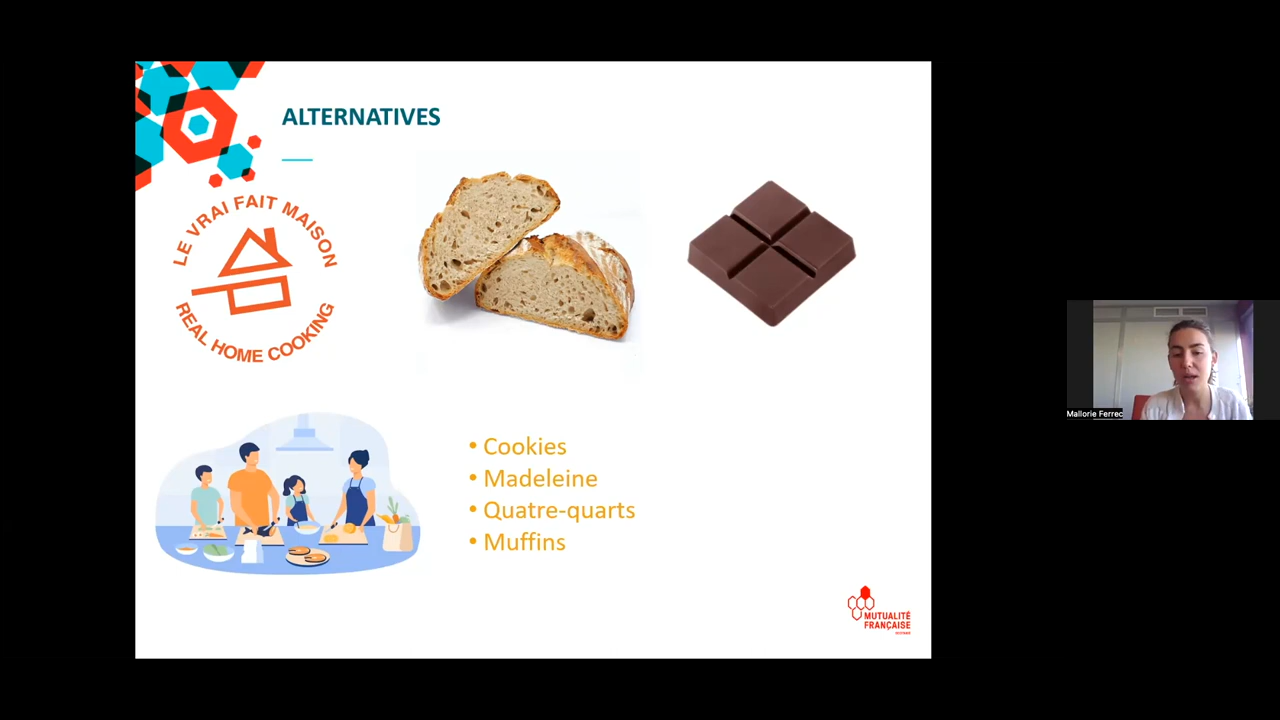 ALTERNATIVES
LE VRAI FAIT MAISON
REAL HOME COOKING
• Cookies
• Madeleine
• Quatre-quarts
• Muffins
MUTUALITÉ
FRANÇAISE
Mallorie Ferrec